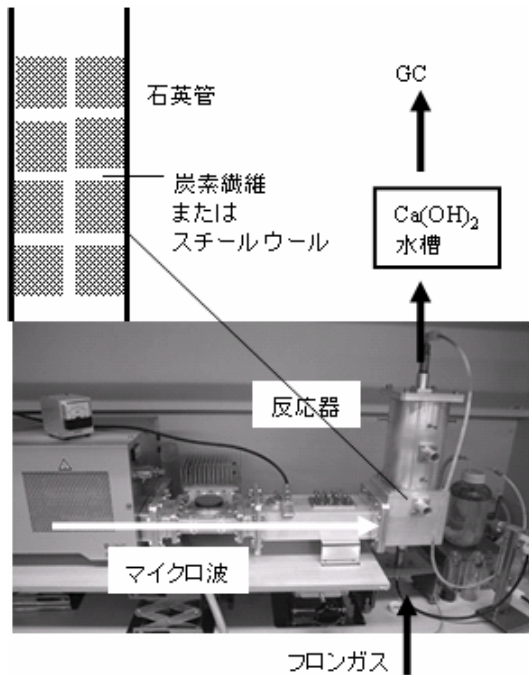 石英管
炭素繊維
または
スチールウール
GC
Ca(OH)₂
水槽
反応器
マイクロ波
フロンガス